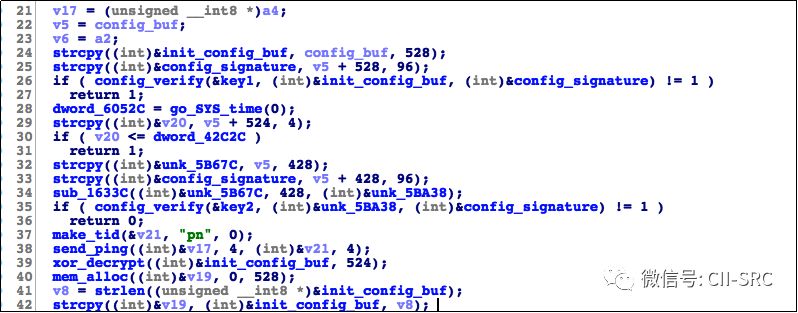 21 v17 = (unsigned __int8 *)a4;
22 v5 = config_buf;
23 v6 = a2;
24 strcpy((int)&init_config_buf, config_buf, 528);
25 strcpy((int)&config_signature, v5 + 528, 96);
26 if ( config_verify(&key1, (int)&init_config_buf, (int)&config_signature) != 1 )
27 return 1;
28 dword_6052C = go_SYS_time(0);
29 strcpy((int)&v20, v5 + 524, 4);
30 if ( v20 <= dword_42C2C )
31 return 1;
32 strcpy((int)&unk_5B67C, v5, 428);
33 strcpy((int)&config_signature, v5 + 428, 96);
34 sub_1633C((int)&unk_5B67C, 428, (int)&unk_5BA38);
35 if ( config_verify(&key2, (int)&unk_5BA38, (int)&config_signature) != 1 )
36 return 0;
37 make_tid(&v21, "pn", 0);
38 send_ping((int)&v17, 4, (int)&v21, 4);
39 xor_decrypt((int)&init_config_buf, 524);
40 mem_alloc((int)&v19, 0, 528);
41 v8 = strlen((unsigned __int8 *)&init_config_buf);
42 strcpy((int)&v19, (int)&init_config_buf, v8);
微信号: CII-SRC